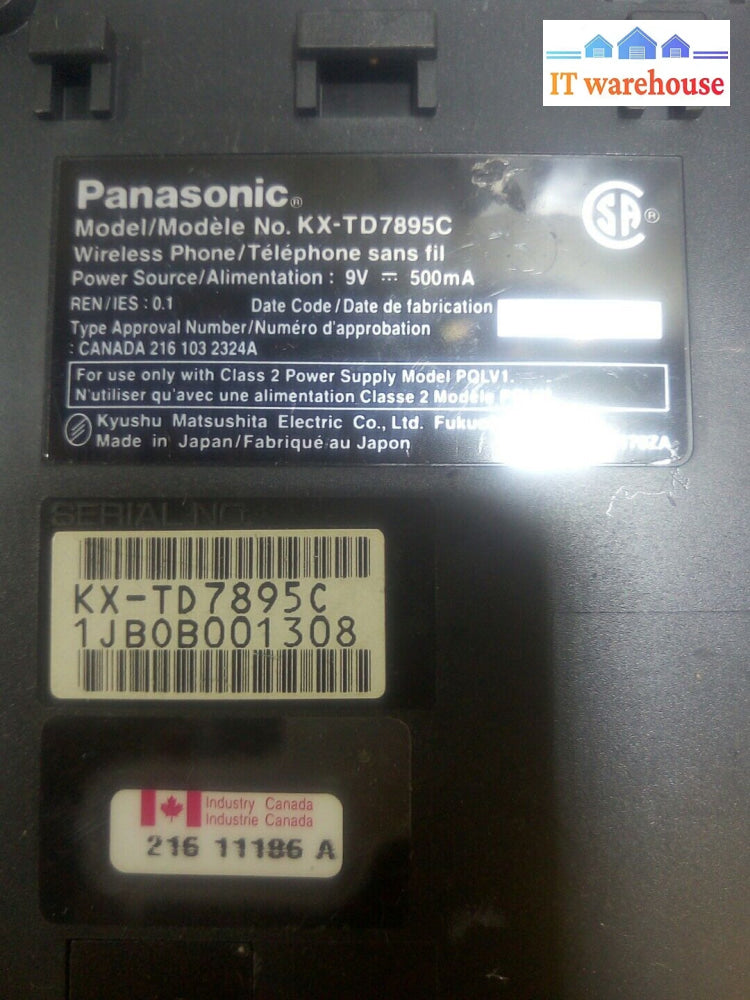 IT warehouse
Panasonic®
Model/Modèle No. KX-TD7895C
Wireless Phone/Téléphone sans fil
Power Source/Alimentation : 9V ⎓ 500mA
REN/IES : 0.1 Date Code/Date de fabrication
Type Approval Number/Numéro d'approbation
: CANADA 216 103 2324A
For use only with Class 2 Power Supply Model PQLV1.
N'utiliser qu'avec une alimentation Classe 2 Modèle
Kyushu Matsushita Electric Co., Ltd.
Made in Japan/Fabriqué au Japon
CSA®
SERIAL NO.
KX-TD7895C
1JB0B001308
Industry Canada
Industrie Canada
216 11186 A